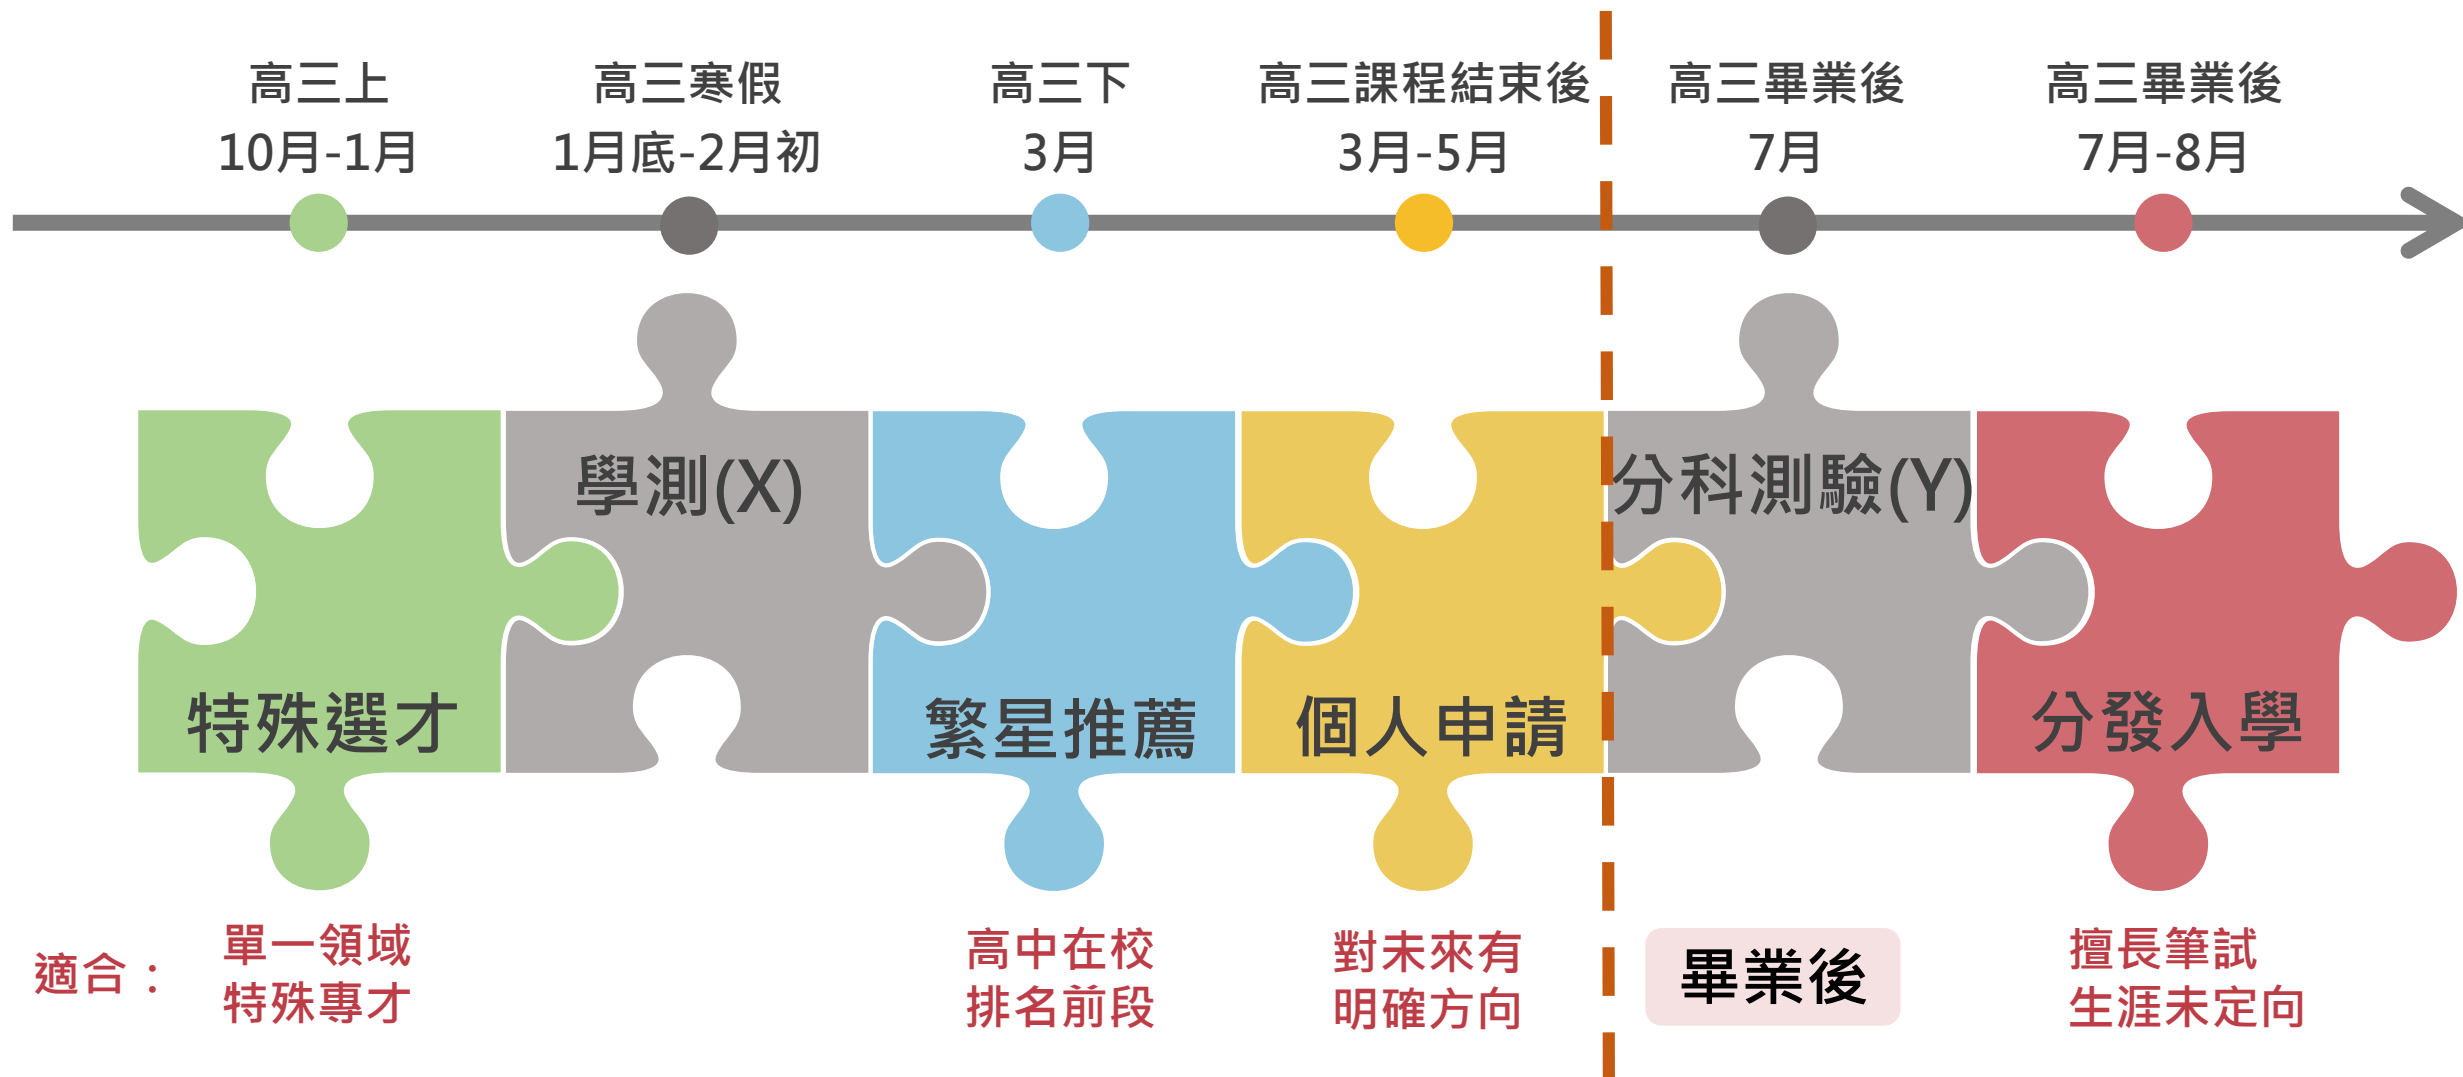 高三上
10月-1月
高三寒假
1月底-2月初
高三下
3月
高三課程結束後
3月-5月
高三畢業後
7月
高三畢業後
7月-8月
學測(X)
分科測驗(Y)
特殊選才
繁星推薦
個人申請
分發入學
適合：
單一領域
特殊專才
高中在校
排名前段
對未來有
明確方向
畢業後
擅長筆試
生涯未定向